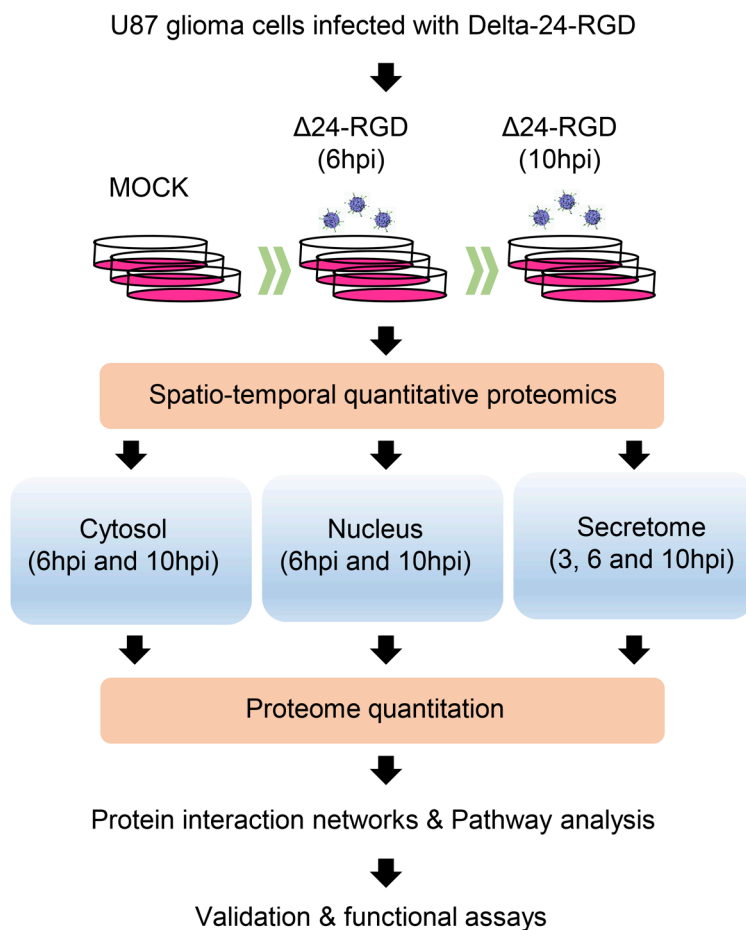 U87 glioma cells infected with Delta-24-RGD
Δ24-RGD
(6hpi)
Δ24-RGD
(10hpi)
MOCK
Spatio-temporal quantitative proteomics
Cytosol
(6hpi and 10hpi)
Nucleus
(6hpi and 10hpi)
Secretome
(3, 6 and 10hpi)
Proteome quantitation
Protein interaction networks & Pathway analysis
Validation & functional assays